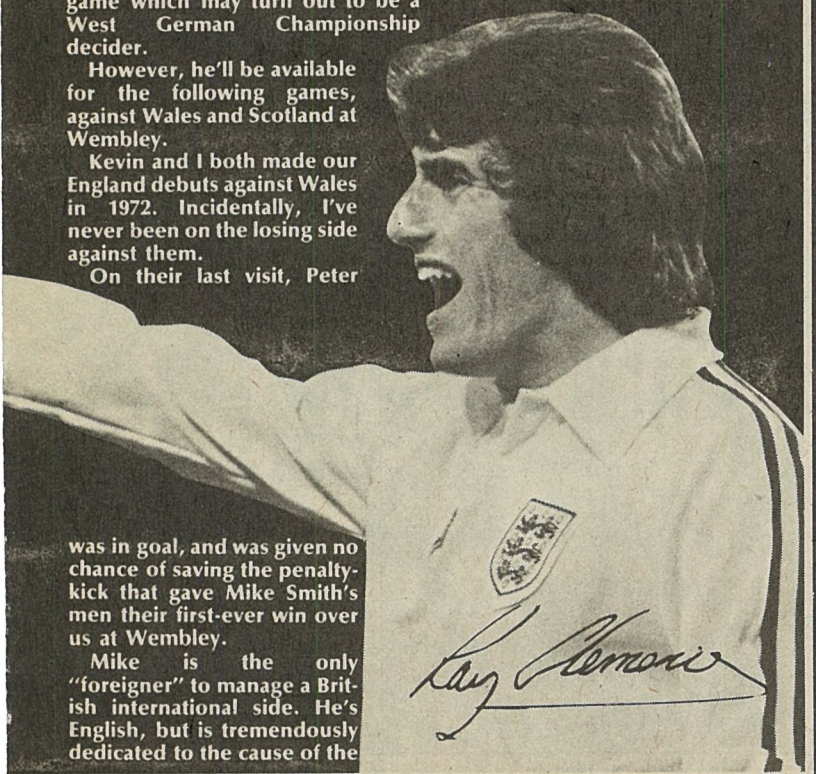 game which may turn out to be a
West German Championship
decider.
However, he'll be available
for the following games,
against Wales and Scotland at
Wembley.
Kevin and I both made our
England debuts against Wales
in 1972. Incidentally, I've
never been on the losing side
against them.
On their last visit, Peter
was in goal, and was given no
chance of saving the penalty-
kick that gave Mike Smith's
men their first-ever win over
us at Wembley.
Mike is the only
"foreigner" to manage a Brit-
ish international side. He's
English, but is tremendously
dedicated to the cause of the
Ray Clemence